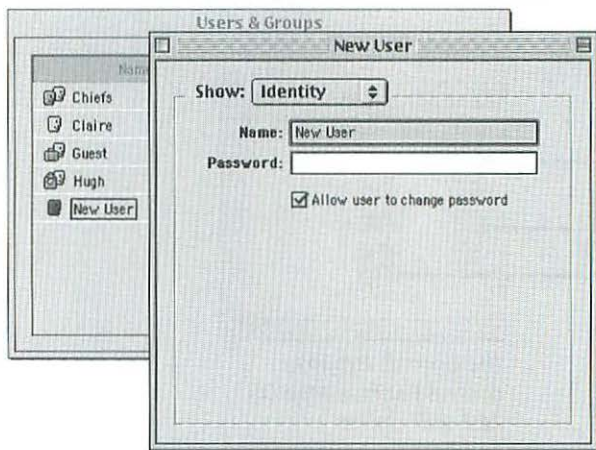 Users & Groups
Name
Chiefs
Claire
Guest
Hugh
New User
New User
Show: Identity
Name: New User
Password:
Allow user to change password